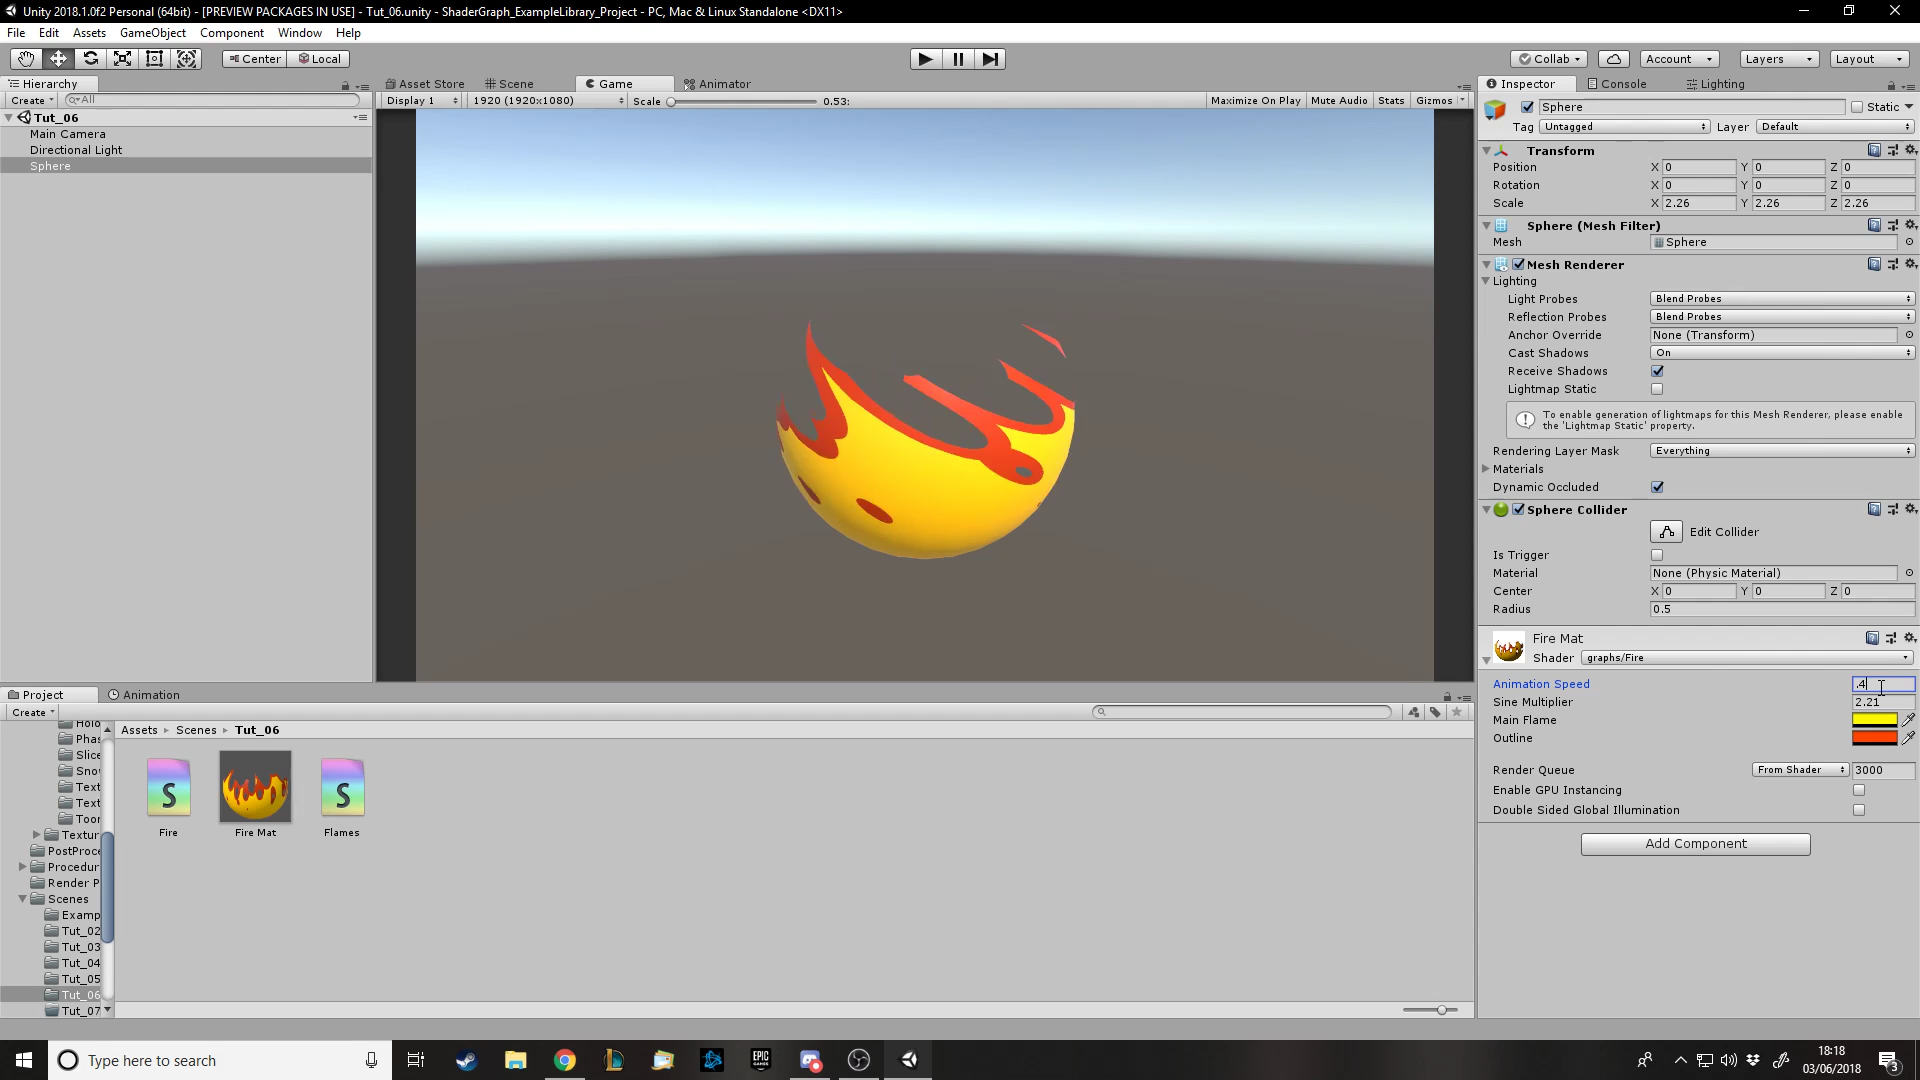 Unity 2018.1.0f2 Personal (64bit) - [PREVIEW PACKAGES IN USE] - Tut_06.unity - ShaderGraph_ExampleLibrary_Project - PC, Mac & Linux Standalone <DX11>
File Edit Assets GameObject Component Window Help
Center Local Collab Account Layers Layout
Hierarchy
Create All
Tut_06
Main Camera
Directional Light
Sphere
Asset Store Scene Game Animator
Display 1 1920 (1920x1080) Scale 0.53: Maximize On Play Mute Audio Stats Gizmos
Inspector Console Lighting
Sphere Static
Tag Untagged Layer Default
Transform
Position X 0 Y 0 Z 0
Rotation X 0 Y 0 Z 0
Scale X 2.26 Y 2.26 Z 2.26
Sphere (Mesh Filter)
Mesh Sphere
Mesh Renderer
Lighting
Light Probes Blend Probes
Reflection Probes Blend Probes
Anchor Override None (Transform)
Cast Shadows On
Receive Shadows
Lightmap Static
To enable generation of lightmaps for this Mesh Renderer, please enable
the 'Lightmap Static' property.
Rendering Layer Mask Everything
Materials
Dynamic Occluded
Sphere Collider
Edit Collider
Is Trigger
Material None (Physic Material)
Center X 0 Y 0 Z 0
Radius 0.5
Fire Mat
Shader graphs/Fire
Animation Speed .4
Sine Multiplier 2.21
Main Flame
Outline
Render Queue From Shader 3000
Enable GPU Instancing
Double Sided Global Illumination
Add Component
Project Animation
Create
Holo
Phas
Slice
Snow
Text
Text
Toor
Textur
PostProce
Procedur
Render P
Scenes
Examp
Tut_02
Tut_03
Tut_04
Tut_05
Tut_06
Tut_07
Assets Scenes Tut_06
S S
Fire Fire Mat Flames
Type here to search
EPIC GAMES
18:18
03/06/2018
3